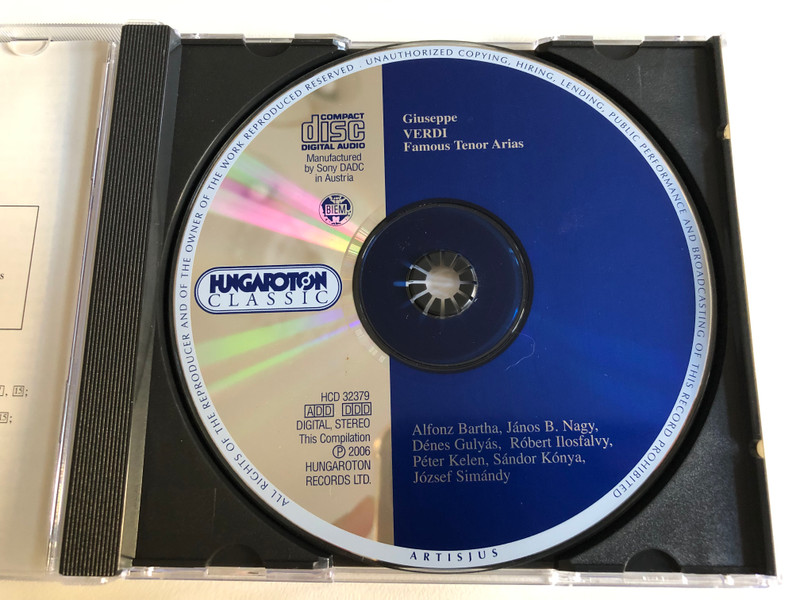 ALL RIGHTS OF THE REPRODUCER AND OF THE OWNER OF THE WORK REPRODUCED RESERVED . UNAUTHORIZED COPYING, HIRING, LENDING, PUBLIC PERFORMANCE AND BROADCASTING OF THIS RECORD PROHIBITED
COMPACT
disc
DIGITAL AUDIO
Manufactured
by Sony DADC
in Austria
BIEM
HUNGAROTON
CLASSIC
HCD 32379
ADD DDD
DIGITAL, STEREO
This Compilation
℗ 2006
HUNGAROTON
RECORDS LTD.
Giuseppe
VERDI
Famous Tenor Arias
Alfonz Bartha, János B. Nagy,
Dénes Gulyás, Róbert Ilosfalvy,
Péter Kelen, Sándor Kónya,
József Simándy
ARTISJUS
s
, 15;